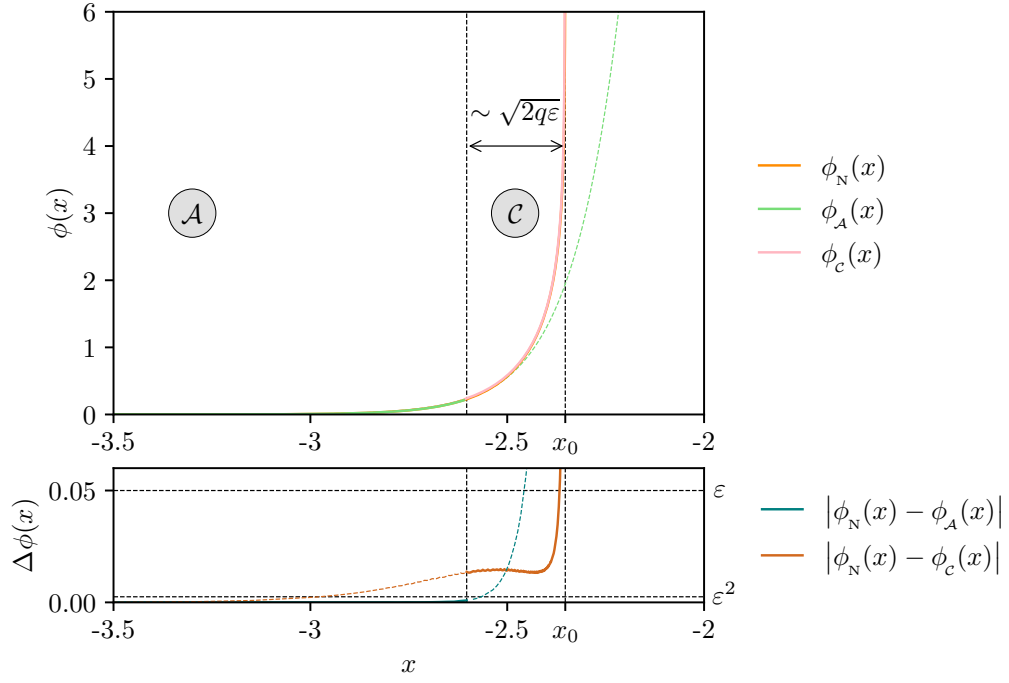 6
5
4
3
2
1
0
ϕ(x)
∼ √2qε
𝒜
𝒞
-3.5 -3 -2.5 x₀ -2
ϕ_N(x)
ϕ_𝒜(x)
ϕ_𝒞(x)
0.05
0.00
Δϕ(x)
ε
ε²
-3.5 -3 -2.5 x₀ -2
x
|ϕ_N(x) − ϕ_𝒜(x)|
|ϕ_N(x) − ϕ_𝒞(x)|